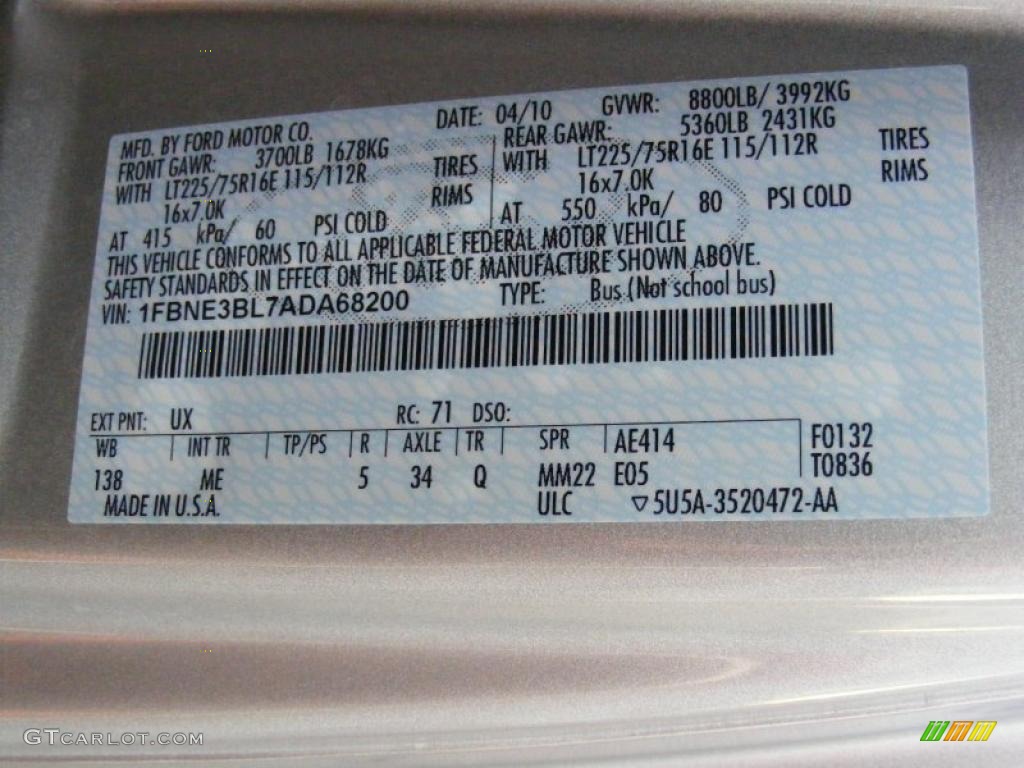 MFD. BY FORD MOTOR CO. DATE: 04/10 GVWR: 8800LB/ 3992KG
FRONT GAWR: 3700LB 1678KG REAR GAWR: 5360LB 2431KG
WITH LT225/75R16E 115/112R TIRES WITH LT225/75R16E 115/112R TIRES
16x7.0K RIMS 16x7.0K RIMS
AT 415 kPa/ 60 PSI COLD AT 550 kPa/ 80 PSI COLD
THIS VEHICLE CONFORMS TO ALL APPLICABLE FEDERAL MOTOR VEHICLE
SAFETY STANDARDS IN EFFECT ON THE DATE OF MANUFACTURE SHOWN ABOVE.
VIN: 1FBNE3BL7ADA68200 TYPE: Bus (Not school bus)
EXT PNT: UX RC: 71 DSO:
WB INT TR TP/PS R AXLE TR SPR AE414 F0132
138 ME 5 34 Q MM22 E05 T0836
MADE IN U.S.A. ULC ▽5U5A-3520472-AA
GTCARLOT.COM